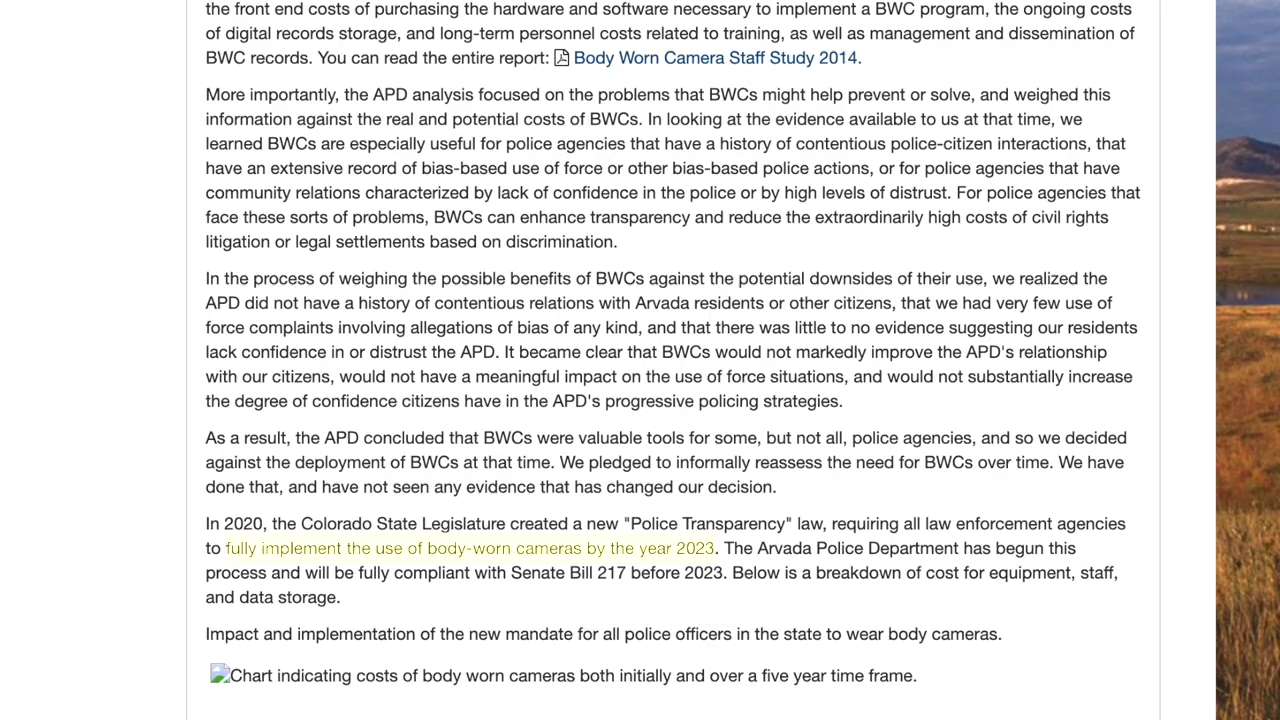 the front end costs of purchasing the hardware and software necessary to implement a BWC program, the ongoing costs
of digital records storage, and long-term personnel costs related to training, as well as management and dissemination of
BWC records. You can read the entire report: Body Worn Camera Staff Study 2014.
More importantly, the APD analysis focused on the problems that BWCs might help prevent or solve, and weighed this
information against the real and potential costs of BWCs. In looking at the evidence available to us at that time, we
learned BWCs are especially useful for police agencies that have a history of contentious police-citizen interactions, that
have an extensive record of bias-based use of force or other bias-based police actions, or for police agencies that have
community relations characterized by lack of confidence in the police or by high levels of distrust. For police agencies that
face these sorts of problems, BWCs can enhance transparency and reduce the extraordinarily high costs of civil rights
litigation or legal settlements based on discrimination.
In the process of weighing the possible benefits of BWCs against the potential downsides of their use, we realized the
APD did not have a history of contentious relations with Arvada residents or other citizens, that we had very few use of
force complaints involving allegations of bias of any kind, and that there was little to no evidence suggesting our residents
lack confidence in or distrust the APD. It became clear that BWCs would not markedly improve the APD's relationship
with our citizens, would not have a meaningful impact on the use of force situations, and would not substantially increase
the degree of confidence citizens have in the APD's progressive policing strategies.
As a result, the APD concluded that BWCs were valuable tools for some, but not all, police agencies, and so we decided
against the deployment of BWCs at that time. We pledged to informally reassess the need for BWCs over time. We have
done that, and have not seen any evidence that has changed our decision.
In 2020, the Colorado State Legislature created a new "Police Transparency" law, requiring all law enforcement agencies
to fully implement the use of body-worn cameras by the year 2023. The Arvada Police Department has begun this
process and will be fully compliant with Senate Bill 217 before 2023. Below is a breakdown of cost for equipment, staff,
and data storage.
Impact and implementation of the new mandate for all police officers in the state to wear body cameras.
Chart indicating costs of body worn cameras both initially and over a five year time frame.